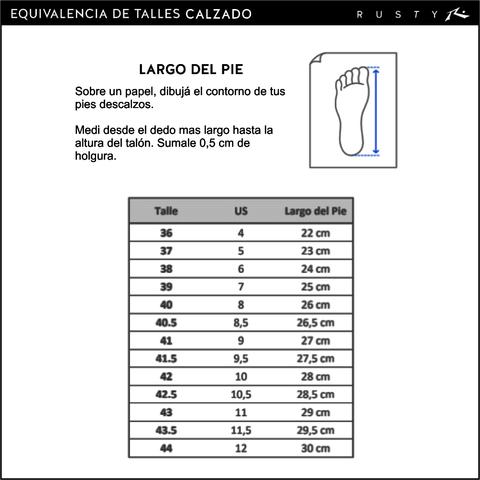 EQUIVALENCIA DE TALLES CALZADO RUSTY
LARGO DEL PIE
Sobre un papel, dibujá el contorno de tus
pies descalzos.
Medi desde el dedo mas largo hasta la
altura del talón. Sumale 0,5 cm de
holgura.
Talle US Largo del Pie
36 4 22 cm
37 5 23 cm
38 6 24 cm
39 7 25 cm
40 8 26 cm
40.5 8,5 26,5 cm
41 9 27 cm
41.5 9,5 27,5 cm
42 10 28 cm
42.5 10,5 28,5 cm
43 11 29 cm
43.5 11,5 29,5 cm
44 12 30 cm